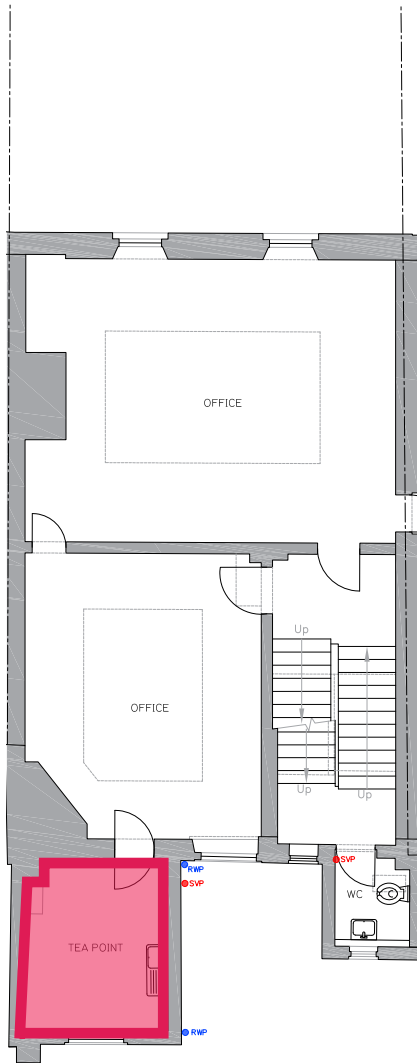 OFFICE
Up
OFFICE
Up
Up
SVP
RWP
SVP
WC
TEA POINT
RWP